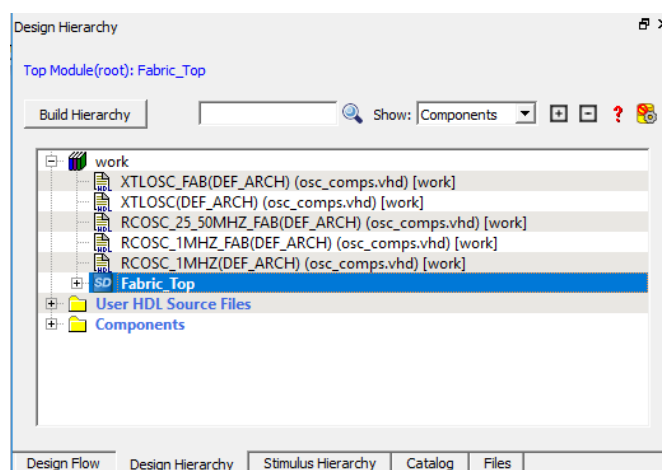 Design Hierarchy
Top Module(root): Fabric_Top
Build Hierarchy Show: Components
work
XTLOSC_FAB(DEF_ARCH) (osc_comps.vhd) [work]
XTLOSC(DEF_ARCH) (osc_comps.vhd) [work]
RCOSC_25_50MHZ_FAB(DEF_ARCH) (osc_comps.vhd) [work]
RCOSC_1MHZ_FAB(DEF_ARCH) (osc_comps.vhd) [work]
RCOSC_1MHZ(DEF_ARCH) (osc_comps.vhd) [work]
SD Fabric_Top
User HDL Source Files
Components
Design Flow Design Hierarchy Stimulus Hierarchy Catalog Files